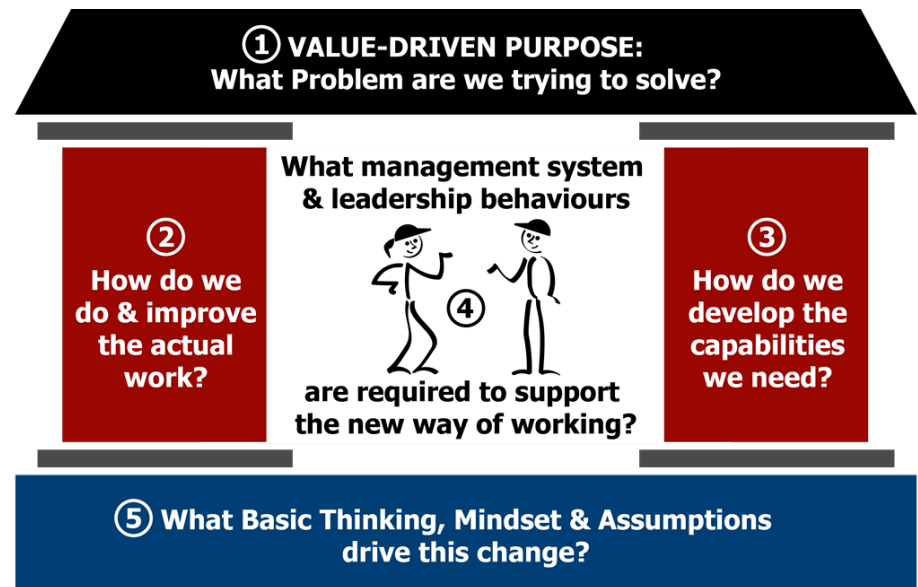 ① VALUE-DRIVEN PURPOSE:
What Problem are we trying to solve?
②
How do we
do & improve
the actual
work?
What management system
& leadership behaviours
④
are required to support
the new way of working?
③
How do we
develop the
capabilities
we need?
⑤ What Basic Thinking, Mindset & Assumptions
drive this change?